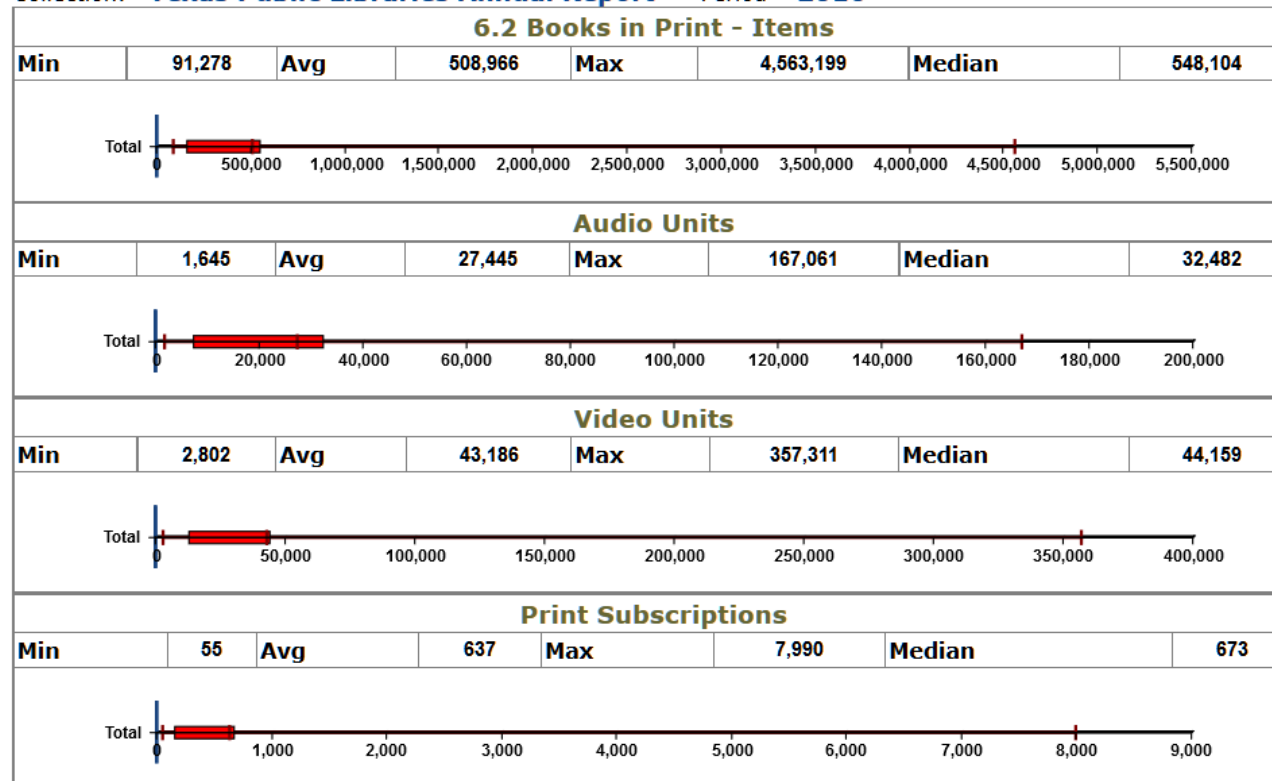 6.2 Books in Print - Items
Min 91,278 Avg 508,966 Max 4,563,199 Median 548,104
Total
0 500,000 1,000,000 1,500,000 2,000,000 2,500,000 3,000,000 3,500,000 4,000,000 4,500,000 5,000,000 5,500,000
Audio Units
Min 1,645 Avg 27,445 Max 167,061 Median 32,482
Total
0 20,000 40,000 60,000 80,000 100,000 120,000 140,000 160,000 180,000 200,000
Video Units
Min 2,802 Avg 43,186 Max 357,311 Median 44,159
Total
0 50,000 100,000 150,000 200,000 250,000 300,000 350,000 400,000
Print Subscriptions
Min 55 Avg 637 Max 7,990 Median 673
Total
0 1,000 2,000 3,000 4,000 5,000 6,000 7,000 8,000 9,000